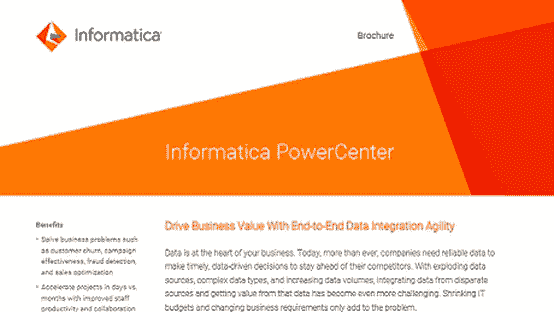 Informatica
Brochure
Informatica PowerCenter
Benefits
• Solve business problems such
as customer churn, campaign
effectiveness, fraud detection,
and sales optimization
• Accelerate projects in days vs.
months with improved staff
productivity and collaboration
Drive Business Value With End-to-End Data Integration Agility
Data is at the heart of your business. Today, more than ever, companies need reliable data to
make timely, data-driven decisions to stay ahead of their competitors. With exploding data
sources, complex data types, and increasing data volumes, integrating data from disparate
sources and getting value from that data has become even more challenging. Shrinking IT
budgets and changing business requirements only add to the problem.